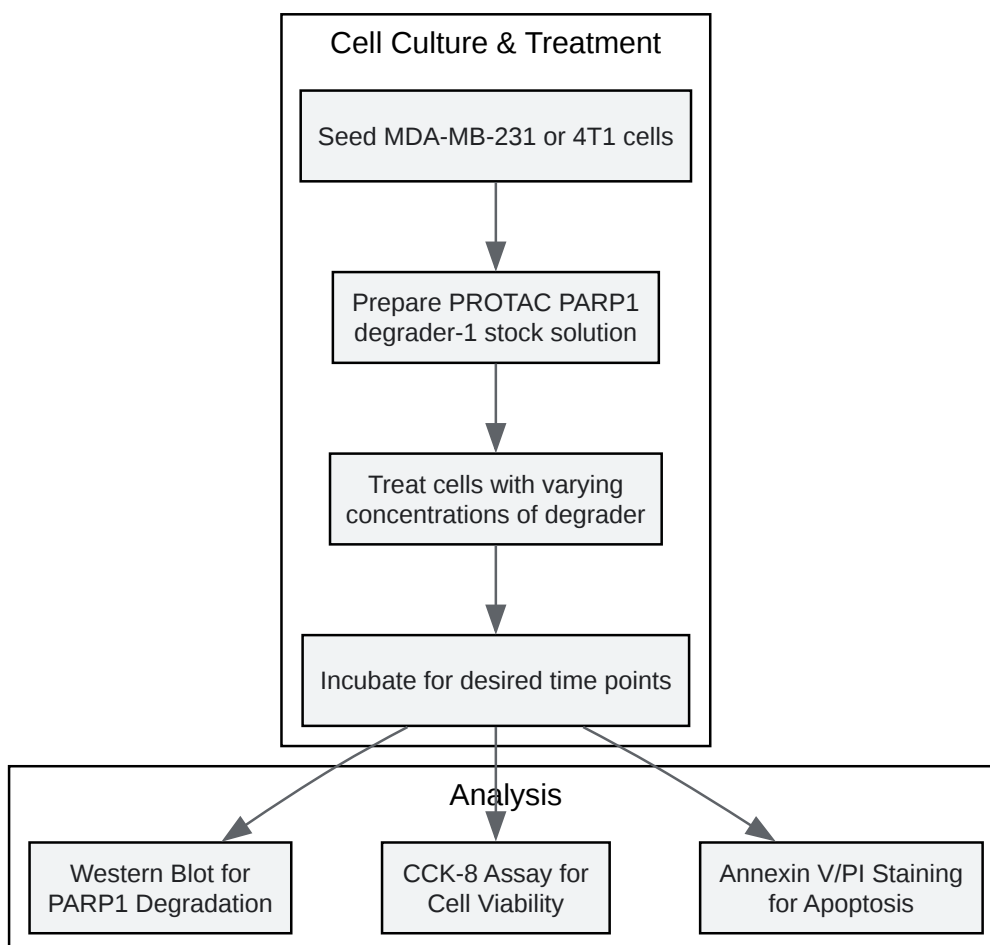 Cell Culture & Treatment
Seed MDA-MB-231 or 4T1 cells
Prepare PROTAC PARP1
degrader-1 stock solution
Treat cells with varying
concentrations of degrader
Incubate for desired time points
Analysis
Western Blot for
PARP1 Degradation
CCK-8 Assay for
Cell Viability
Annexin V/PI Staining
for Apoptosis